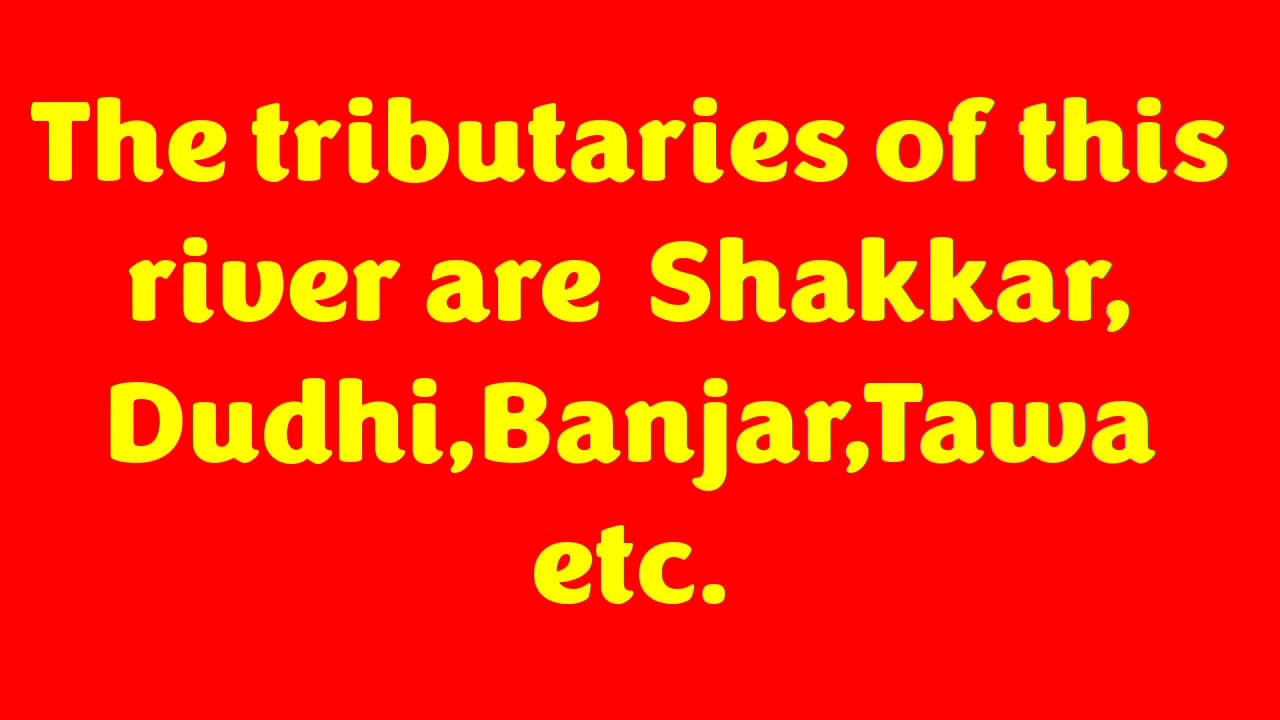 The tributaries of this
river are  Shakkar,
Dudhi,Banjar,Tawa
etc.